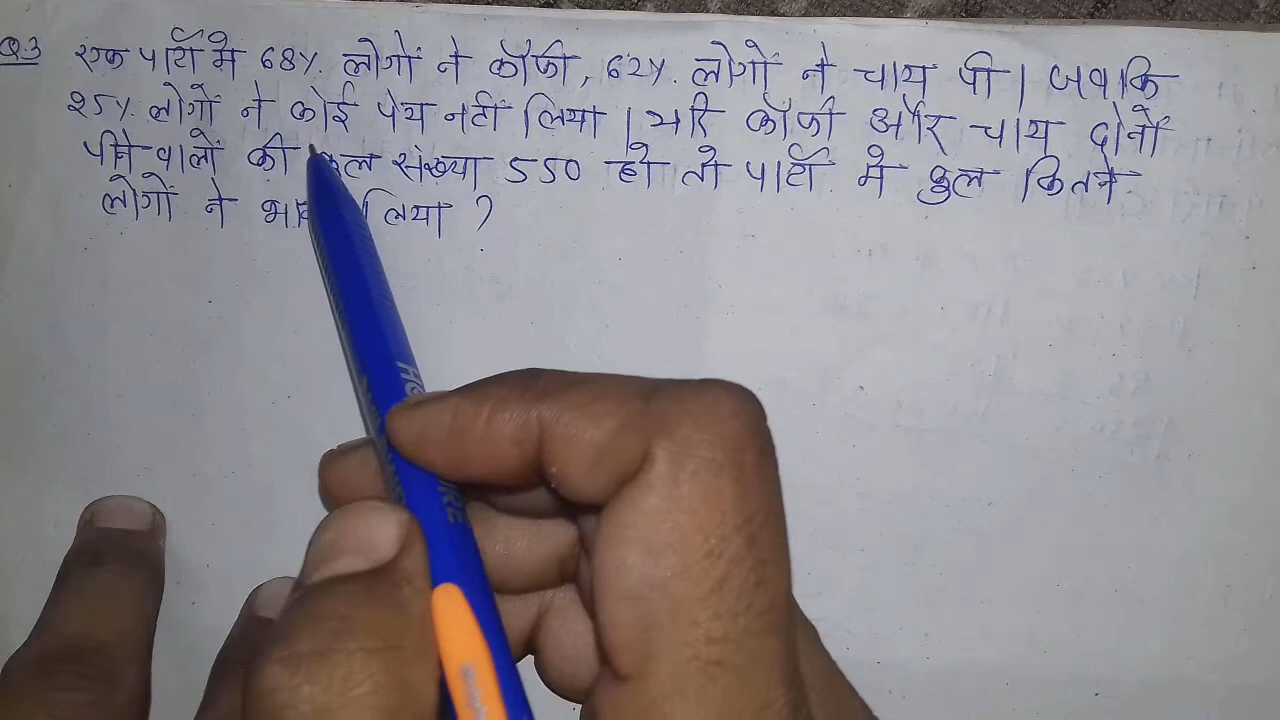 Q3 एक पार्टी मे 68%. लोगों ने कॉफी, 62%. लोगों ने चाय पी । जबकि
25%. लोगों ने कोई पेय नहीं लिया । यदि कॉफी और चाय दोनों
पीने वालों की संख्या 550 हो तो पार्टी मे कुल कितने
लोगों ने लिया ?